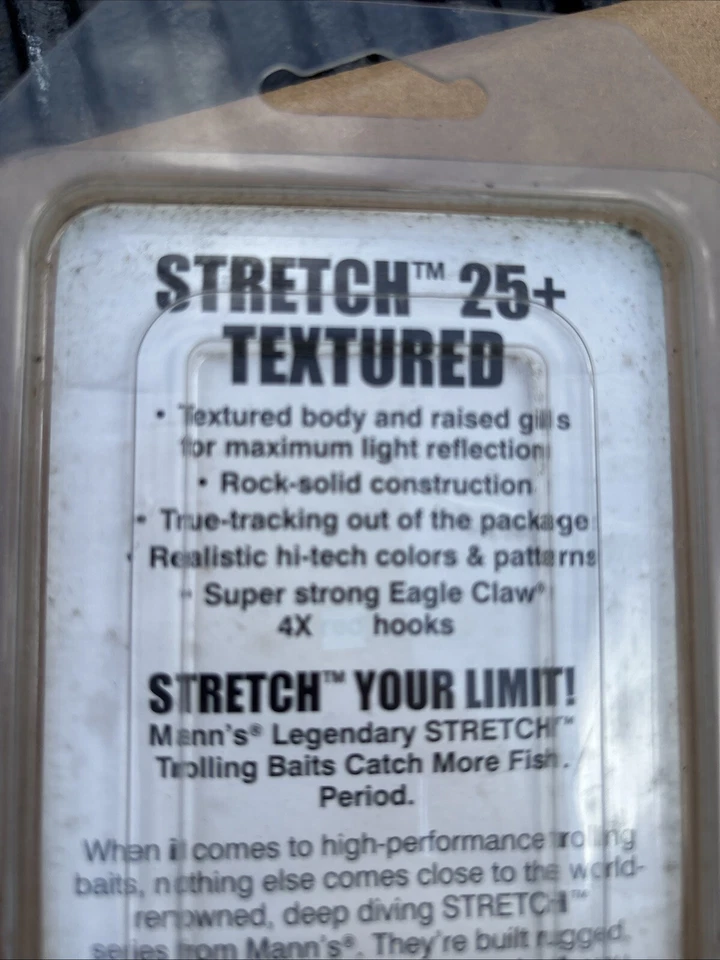 STRETCH™ 25+
TEXTURED
• Textured body and raised gills
for maximum light reflection
• Rock-solid construction
• True-tracking out of the package
• Realistic hi-tech colors & patterns
• Super strong Eagle Claw®
4X red hooks
STRETCH™ YOUR LIMIT!
Mann's® Legendary STRETCH™
Trolling Baits Catch More Fish.
Period.
When it comes to high-performance trolling
baits, nothing else comes close to the world-
renowned, deep diving STRETCH™
series from Mann's®. They're built rugged,